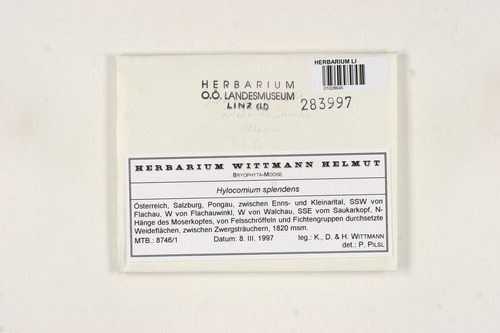 HERBARIUM LI
01028645
HERBARIUM
O.Ö. LANDESMUSEUM
LINZ (LI)
283997
HERBARIUM WITTMANN HELMUT
BRYOPHYTA-MOOSE
Hylocomium splendens
Österreich, Salzburg, Pongau, zwischen Enns- und Kleinarltal, SSW von
Flachau, W von Flachauwinkl, W von Walchau, SSE vom Saukarkopf, N-
Hänge des Moserkopfes, von Felsschröffeln und Fichtengruppen durchsetzte
Weideflächen, zwischen Zwergsträuchern, 1820 msm.
MTB.: 8746/1 Datum: 8. III. 1997 leg.: K., D. & H. WITTMANN
det.: P. PILSL